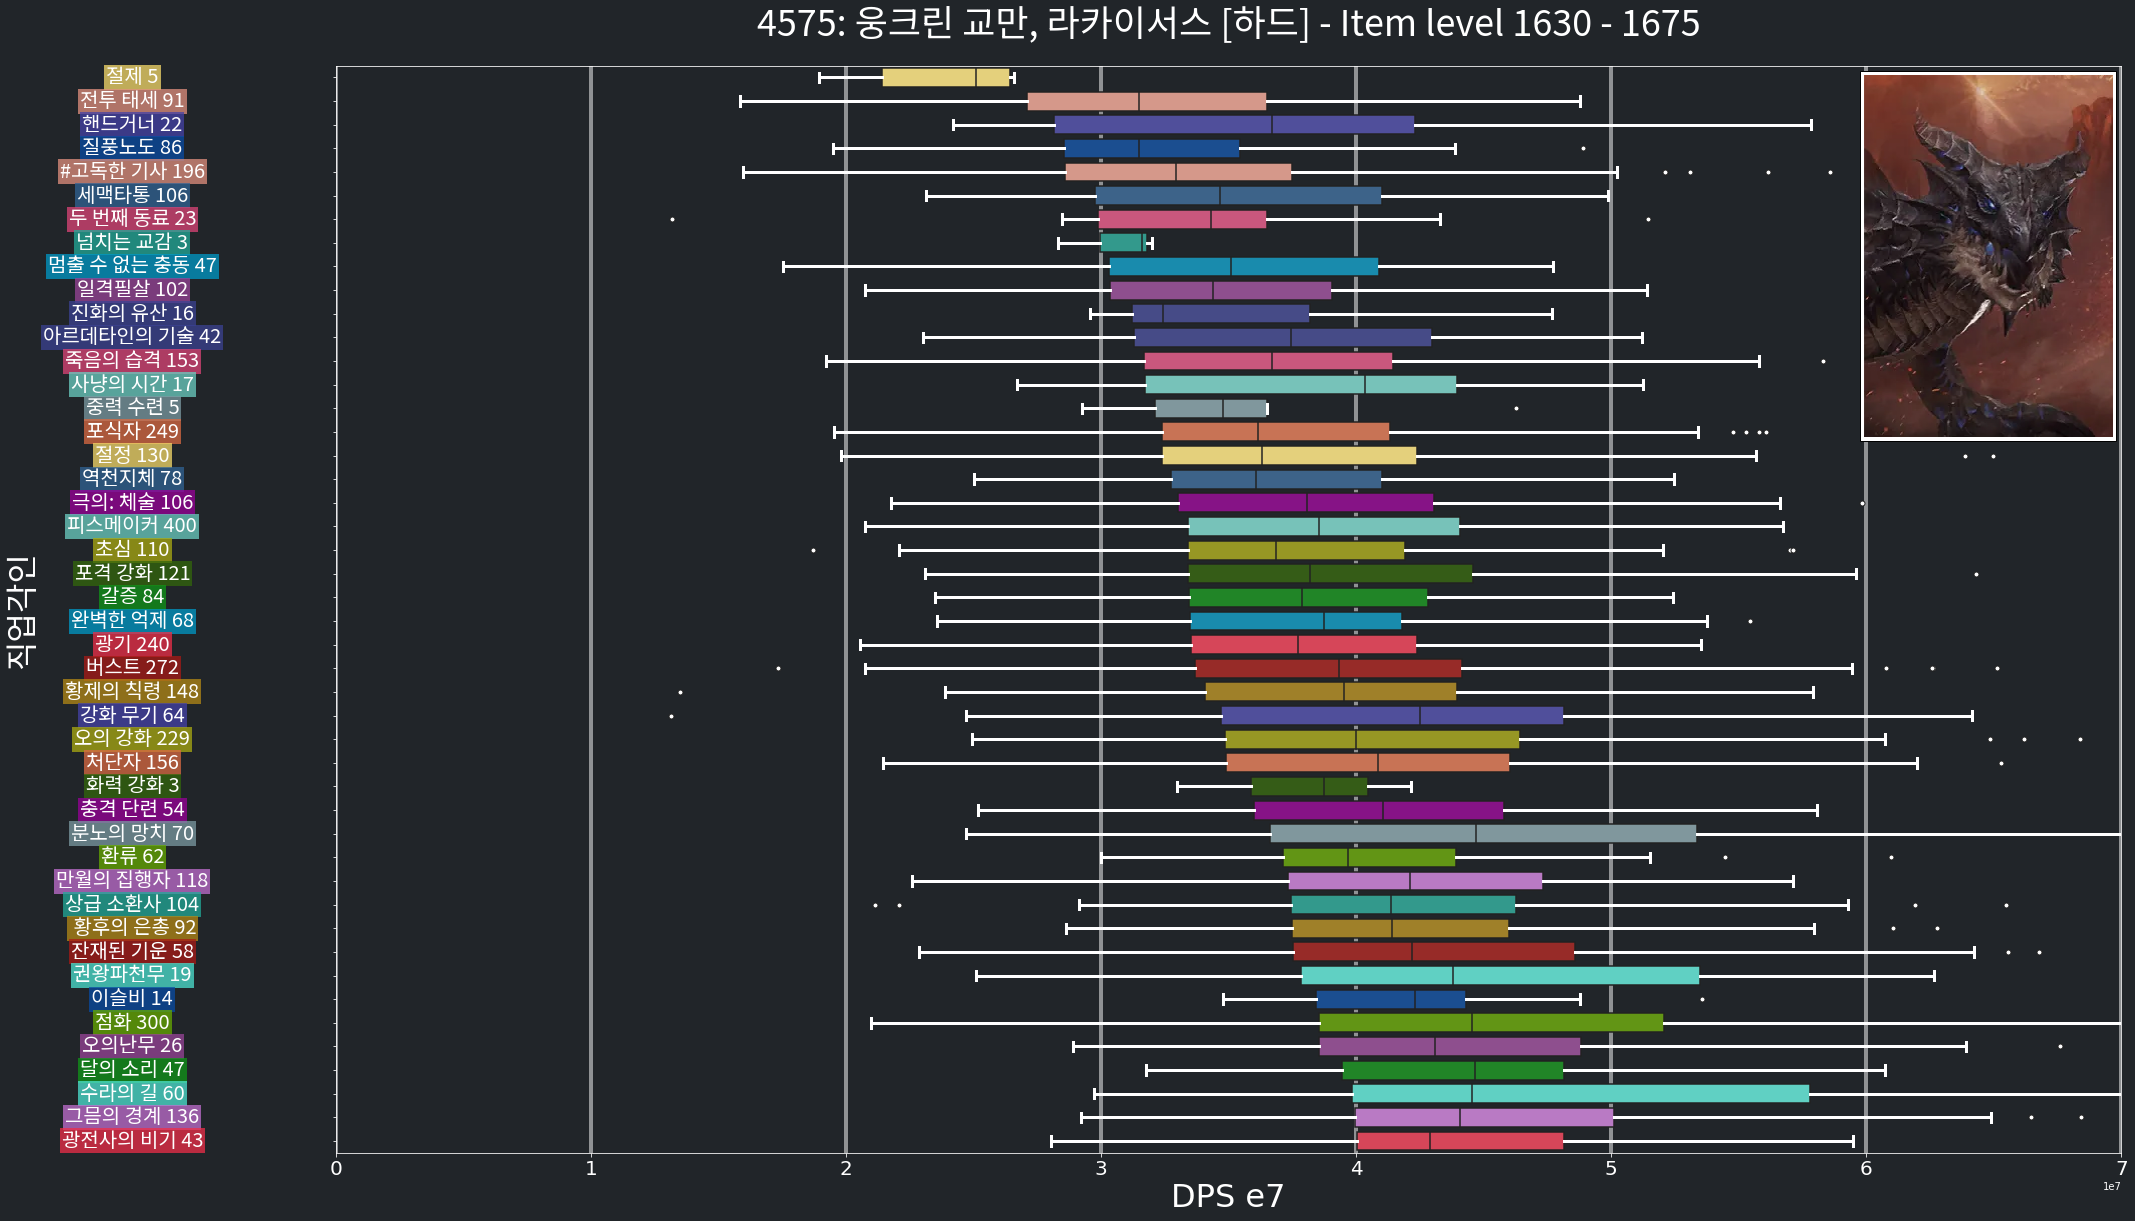 4575: 웅크린 교만, 라카이서스 [하드] - Item level 1630 - 1675
절제 5
전투 태세 91
핸드거너 22
질풍노도 86
#고독한 기사 196
세맥타통 106
두 번째 동료 23
넘치는 교감 3
멈출 수 없는 충동 47
일격필살 102
진화의 유산 16
아르데타인의 기술 42
죽음의 습격 153
사냥의 시간 17
중력 수련 5
포식자 249
절정 130
역천지체 78
극의: 체술 106
피스메이커 400
초심 110
포격 강화 121
갈증 84
완벽한 억제 68
광기 240
버스트 272
황제의 칙령 148
강화 무기 64
오의 강화 229
처단자 156
화력 강화 3
충격 단련 54
분노의 망치 70
환류 62
만월의 집행자 118
상급 소환사 104
황후의 은총 92
잔재된 기운 58
권왕파천무 19
이슬비 14
점화 300
오의난무 26
달의 소리 47
수라의 길 60
그믐의 경계 136
광전사의 비기 43
직업각인
0 1 2 3 4 5 6 7
1e7
DPS e7